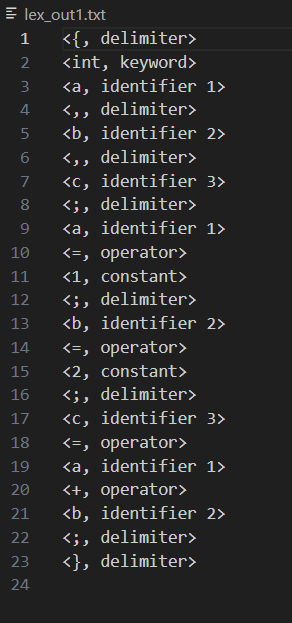 lex_out1.txt
1 <{, delimiter>
2 <int, keyword>
3 <a, identifier 1>
4 <,, delimiter>
5 <b, identifier 2>
6 <,, delimiter>
7 <c, identifier 3>
8 <;, delimiter>
9 <a, identifier 1>
10 <=, operator>
11 <1, constant>
12 <;, delimiter>
13 <b, identifier 2>
14 <=, operator>
15 <2, constant>
16 <;, delimiter>
17 <c, identifier 3>
18 <=, operator>
19 <a, identifier 1>
20 <+, operator>
21 <b, identifier 2>
22 <;, delimiter>
23 <}, delimiter>
24